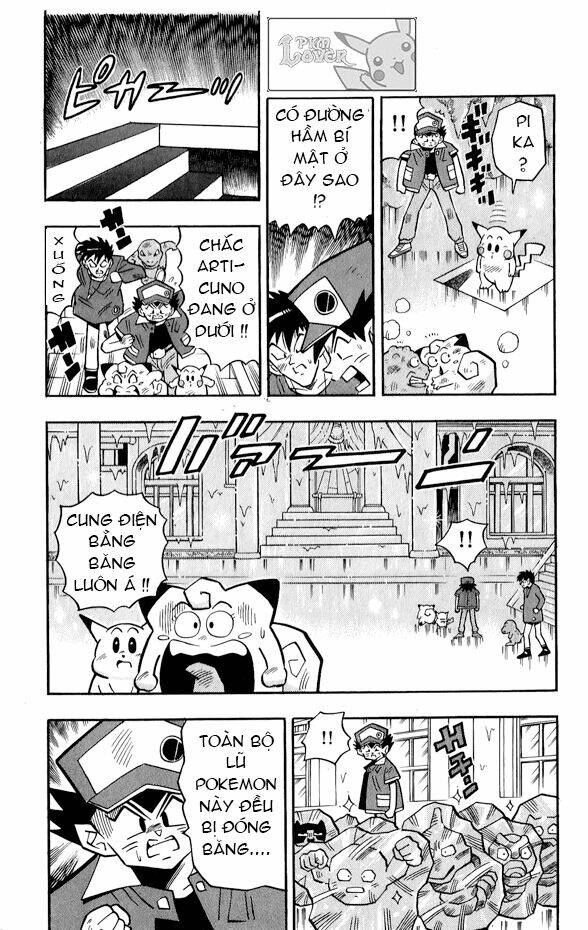 PKM
LOVER
PI
KA?
!!
CÓ ĐƯỜNG
HẦM BÍ
MẬT Ở
ĐÂY SAO
!?
CHẮC
ARTI-
CUNO
ĐANG Ở
DƯỚI !!
XUỐNG
!!
CUNG ĐIỆN
BẰNG
BĂNG
LUÔN Á !!
!!
TOÀN BỘ
LŨ
POKEMON
NÀY ĐỀU
BỊ ĐÓNG
BĂNG....